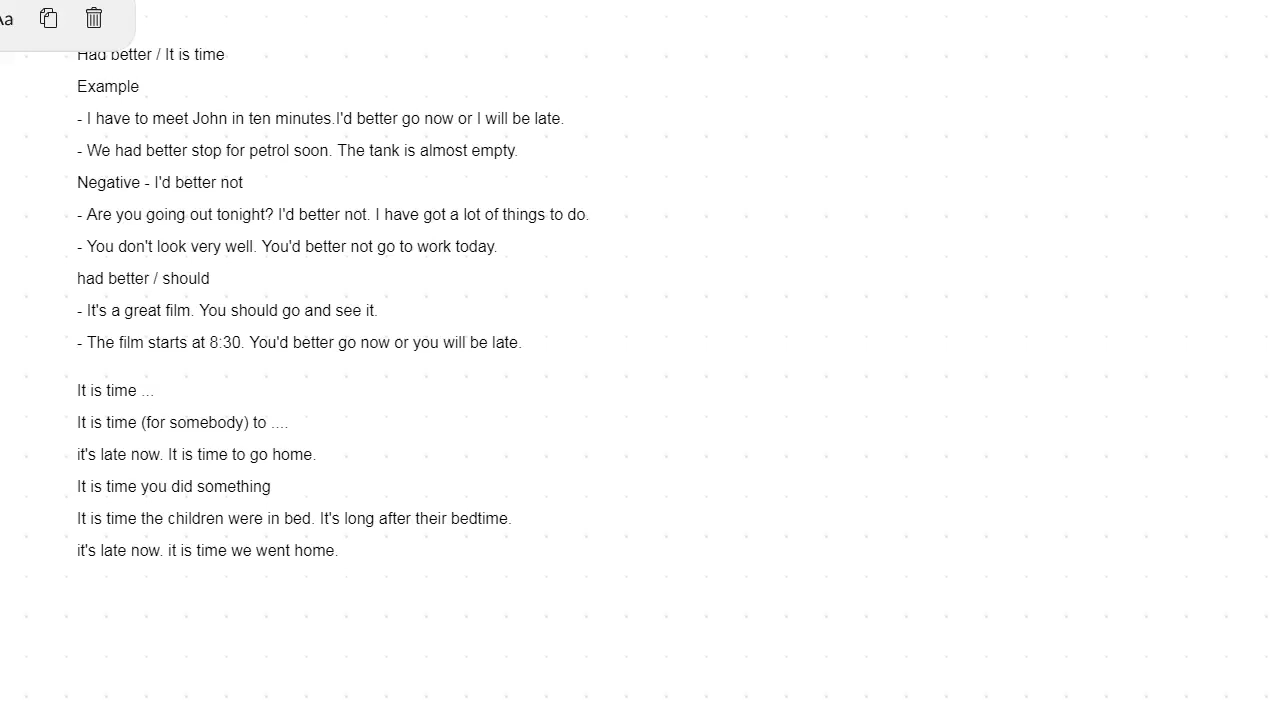 Aa
Had better / It is time
Example
- I have to meet John in ten minutes.I'd better go now or I will be late.
- We had better stop for petrol soon. The tank is almost empty.
Negative - I'd better not
- Are you going out tonight? I'd better not. I have got a lot of things to do.
- You don't look very well. You'd better not go to work today.
had better / should
- It's a great film. You should go and see it.
- The film starts at 8:30. You'd better go now or you will be late.
It is time ...
It is time (for somebody) to ....
it's late now. It is time to go home.
It is time you did something
It is time the children were in bed. It's long after their bedtime.
it's late now. it is time we went home.